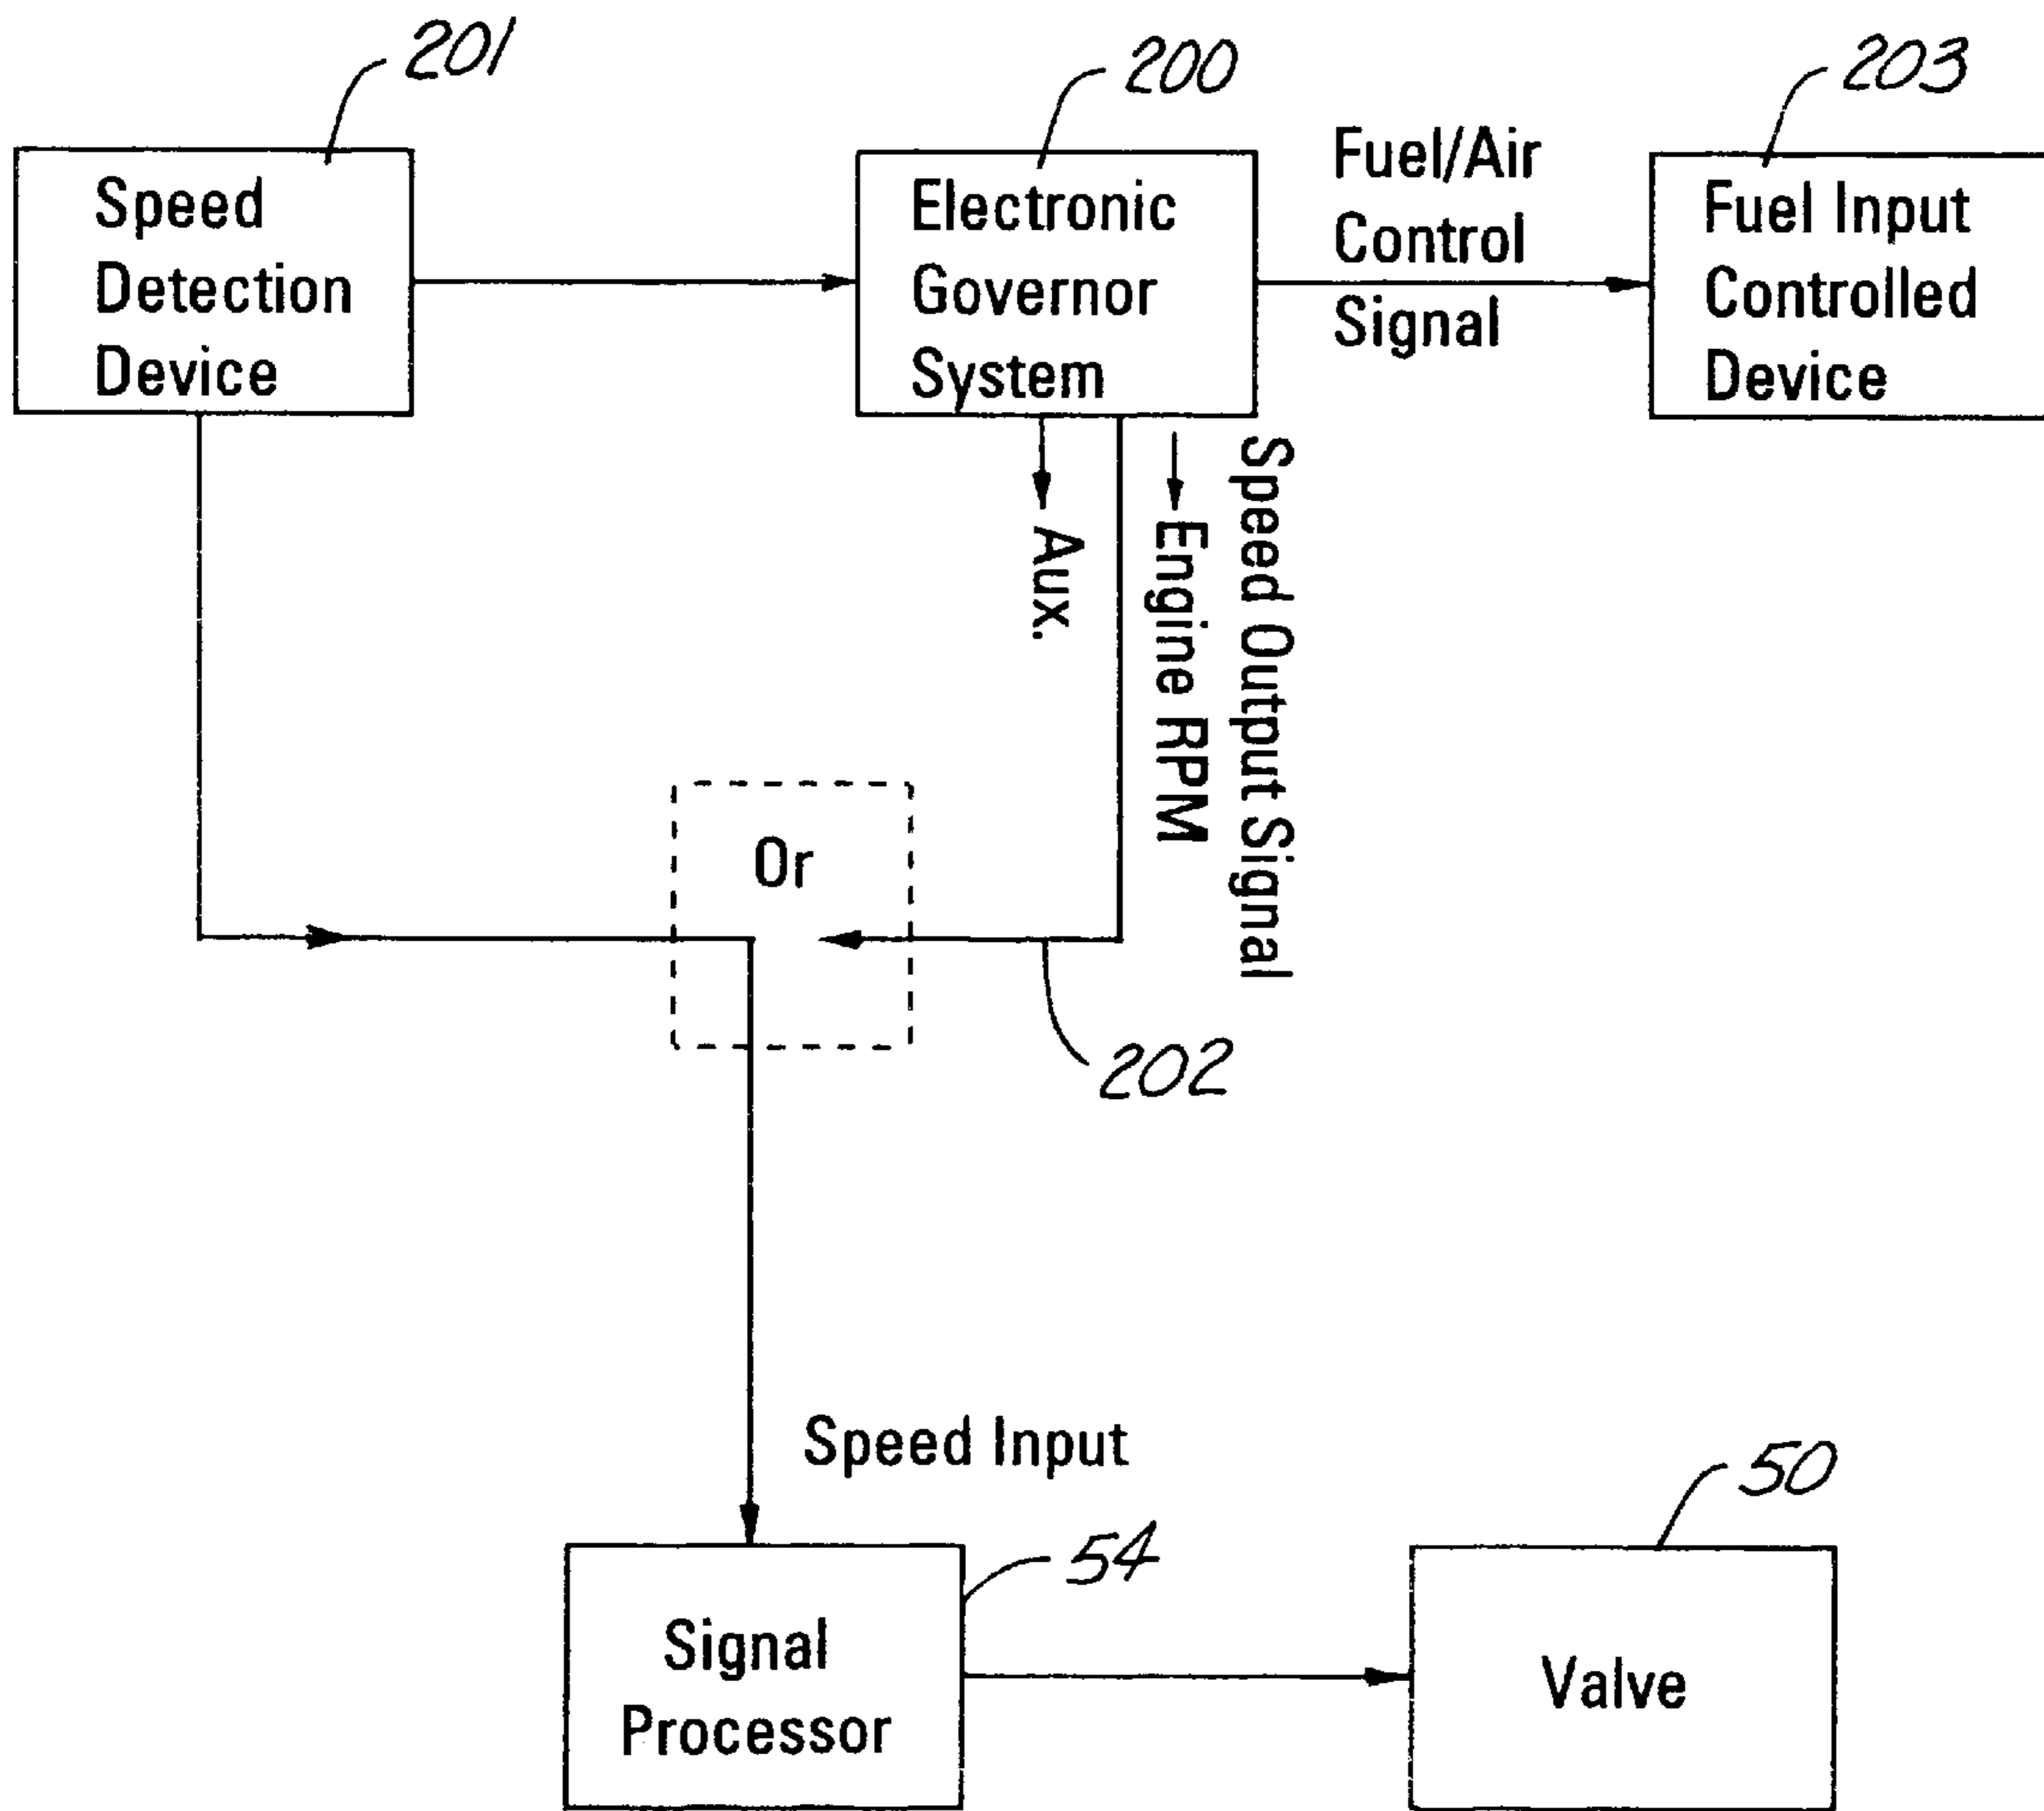 201
200
203
Speed
Detection
Device
Electronic
Governor
System
Fuel/Air
Control
Signal
Fuel Input
Controlled
Device
Aux.
Engine RPM
Speed Output Signal
Or
202
Speed Input
54
50
Signal
Processor
Valve